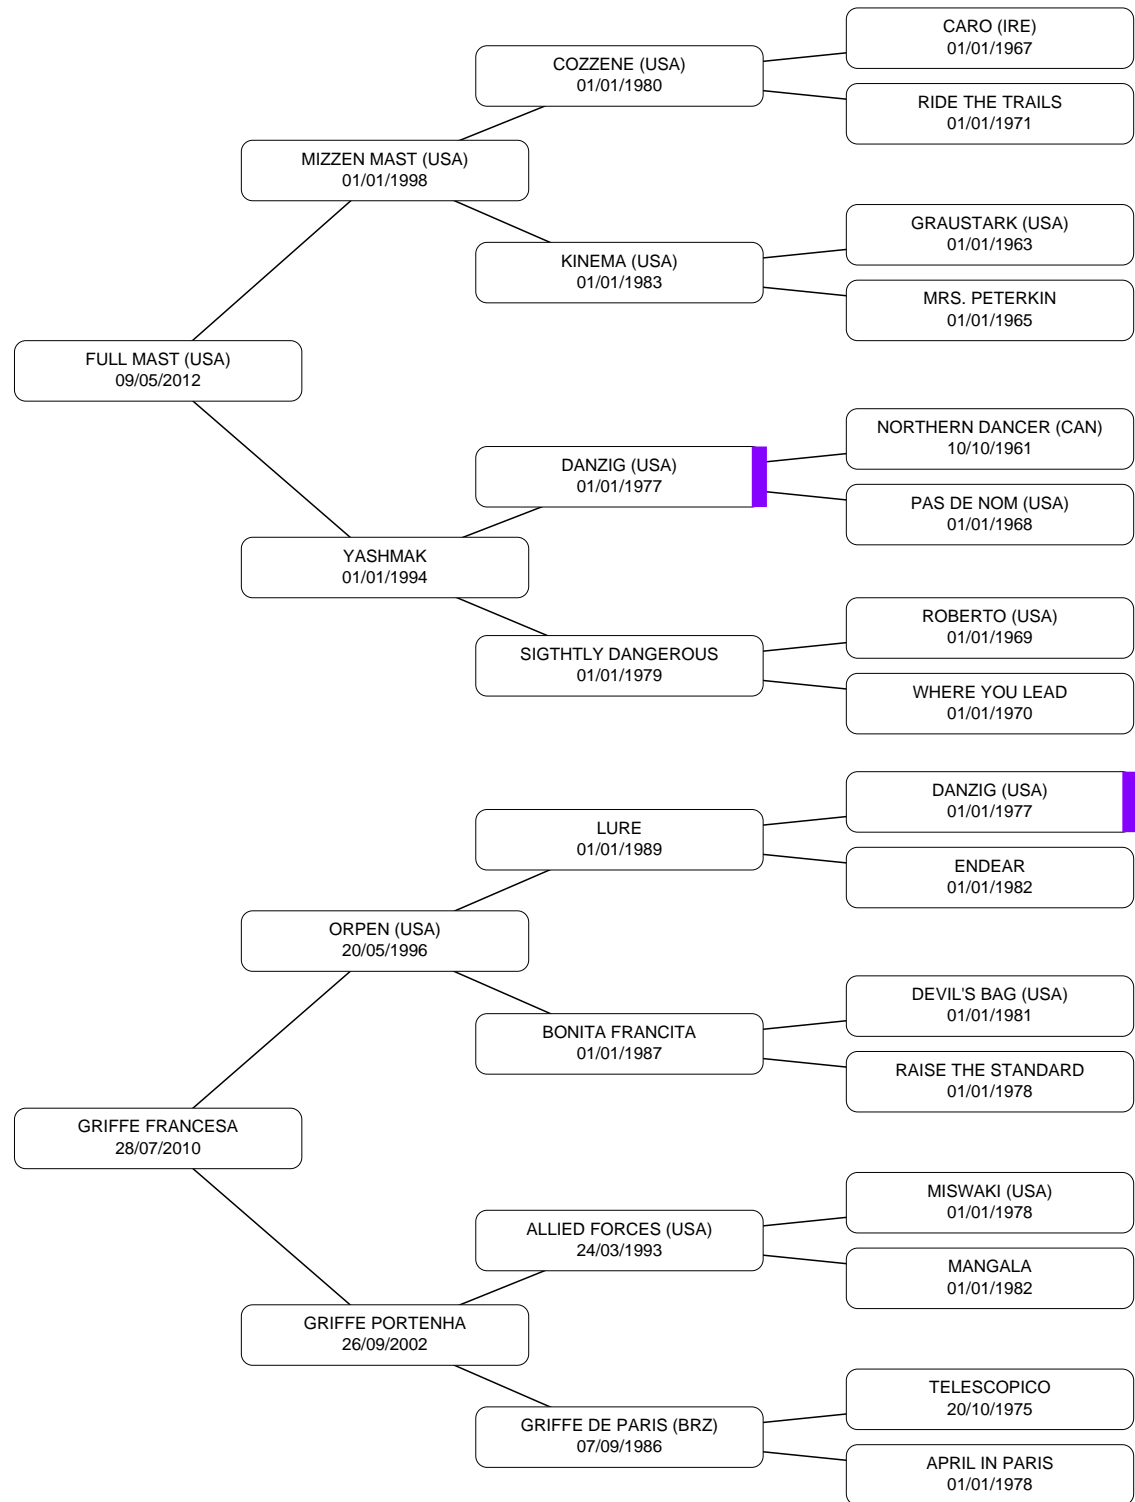 CARO (IRE)
01/01/1967
COZZENE (USA)
01/01/1980
RIDE THE TRAILS
01/01/1971
MIZZEN MAST (USA)
01/01/1998
GRAUSTARK (USA)
01/01/1963
KINEMA (USA)
01/01/1983
MRS. PETERKIN
01/01/1965
FULL MAST (USA)
09/05/2012
NORTHERN DANCER (CAN)
10/10/1961
DANZIG (USA)
01/01/1977
PAS DE NOM (USA)
01/01/1968
YASHMAK
01/01/1994
ROBERTO (USA)
01/01/1969
SIGTHTLY DANGEROUS
01/01/1979
WHERE YOU LEAD
01/01/1970
DANZIG (USA)
01/01/1977
LURE
01/01/1989
ENDEAR
01/01/1982
ORPEN (USA)
20/05/1996
DEVIL'S BAG (USA)
01/01/1981
BONITA FRANCITA
01/01/1987
RAISE THE STANDARD
01/01/1978
GRIFFE FRANCESA
28/07/2010
MISWAKI (USA)
01/01/1978
ALLIED FORCES (USA)
24/03/1993
MANGALA
01/01/1982
GRIFFE PORTENHA
26/09/2002
TELESCOPICO
20/10/1975
GRIFFE DE PARIS (BRZ)
07/09/1986
APRIL IN PARIS
01/01/1978